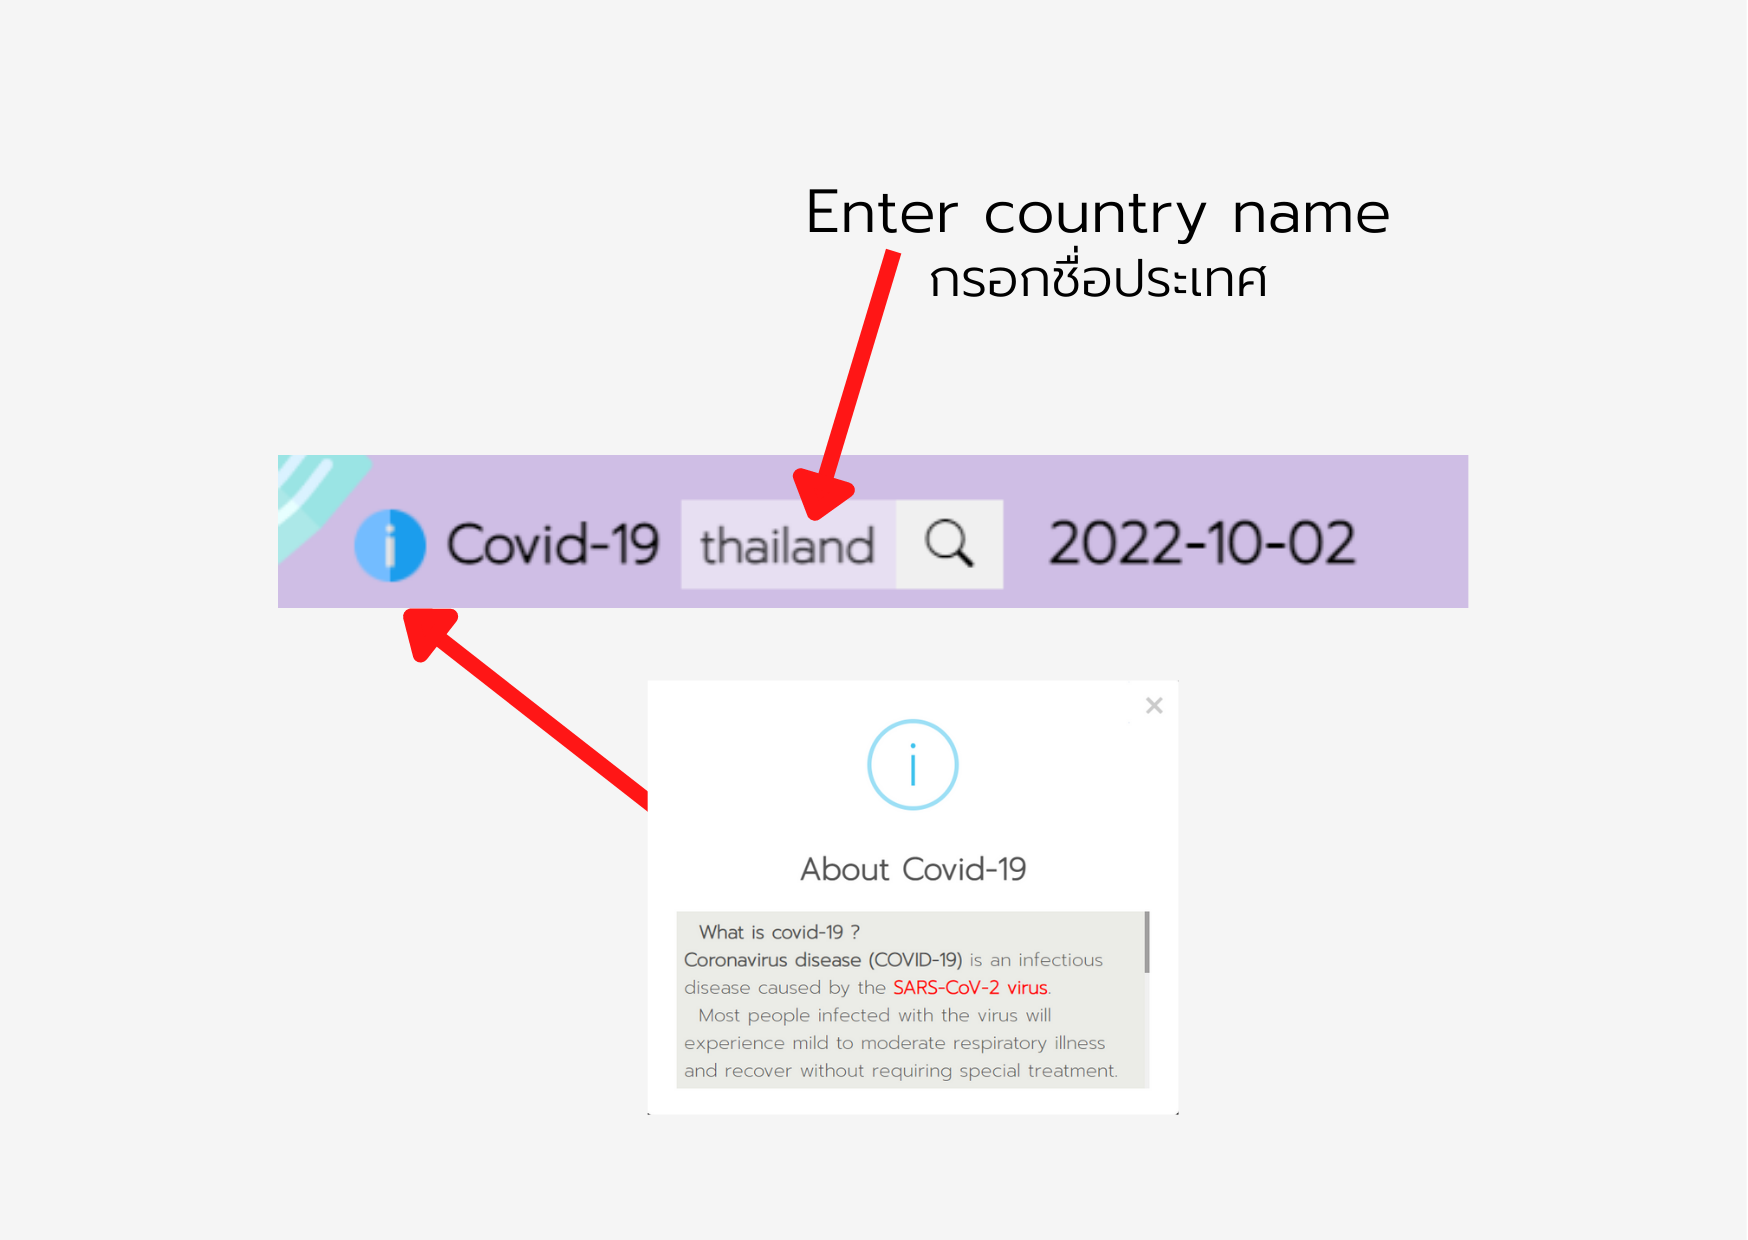 Enter country name
กรอกชื่อประเทศ
Covid-19 thailand 2022-10-02
About Covid-19
What is covid-19 ?
Coronavirus disease (COVID-19) is an infectious
disease caused by the SARS-CoV-2 virus.
Most people infected with the virus will
experience mild to moderate respiratory illness
and recover without requiring special treatment.